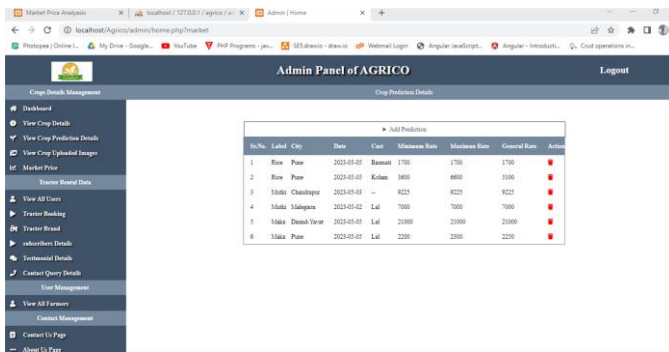 Market Price Analysis
localhost / 127.0.0.1 / agrico / 
Admin | Home
localhost/Agrico/admin/home.php?market
Photopea | Online I...
My Drive - Google...
YouTube
PHP Programs - jav...
SES.drawio - draw.io
Webmail Login
Angular JavaScript...
Angular - Introducti...
Crud operations in...
Admin Panel of AGRICO
Logout
Crops Details Management
Crop Prediction Details
Dashboard
View Crop Details
View Crop Prediction Details
View Crop Uploaded Images
Market Price
Tracter Rental Data
View All Users
Tracter Booking
Tracter Brand
subscribers Details
Testimonial Details
Contact Query Details
User Management
View All Farmers
Contact Management
Contact Us Page
About Us Page
Add Prediction
Sr.No. Label City Date Cast Minimum Rate Maximum Rate General Rate Action
1 Rice Pune 2023-05-05 Basmati 1700 1700 1700
2 Rice Pune 2023-05-05 Kolam 3600 6600 5100
3 Matki Chandrapur 2023-05-03 -- 9225 9225 9225
4 Matki Malegaon 2023-05-02 Lal 7000 7000 7000
5 Maka Daund-Yavat 2023-05-05 Lal 21000 21000 21000
6 Maka Pune 2023-05-05 Lal 2200 2300 2250